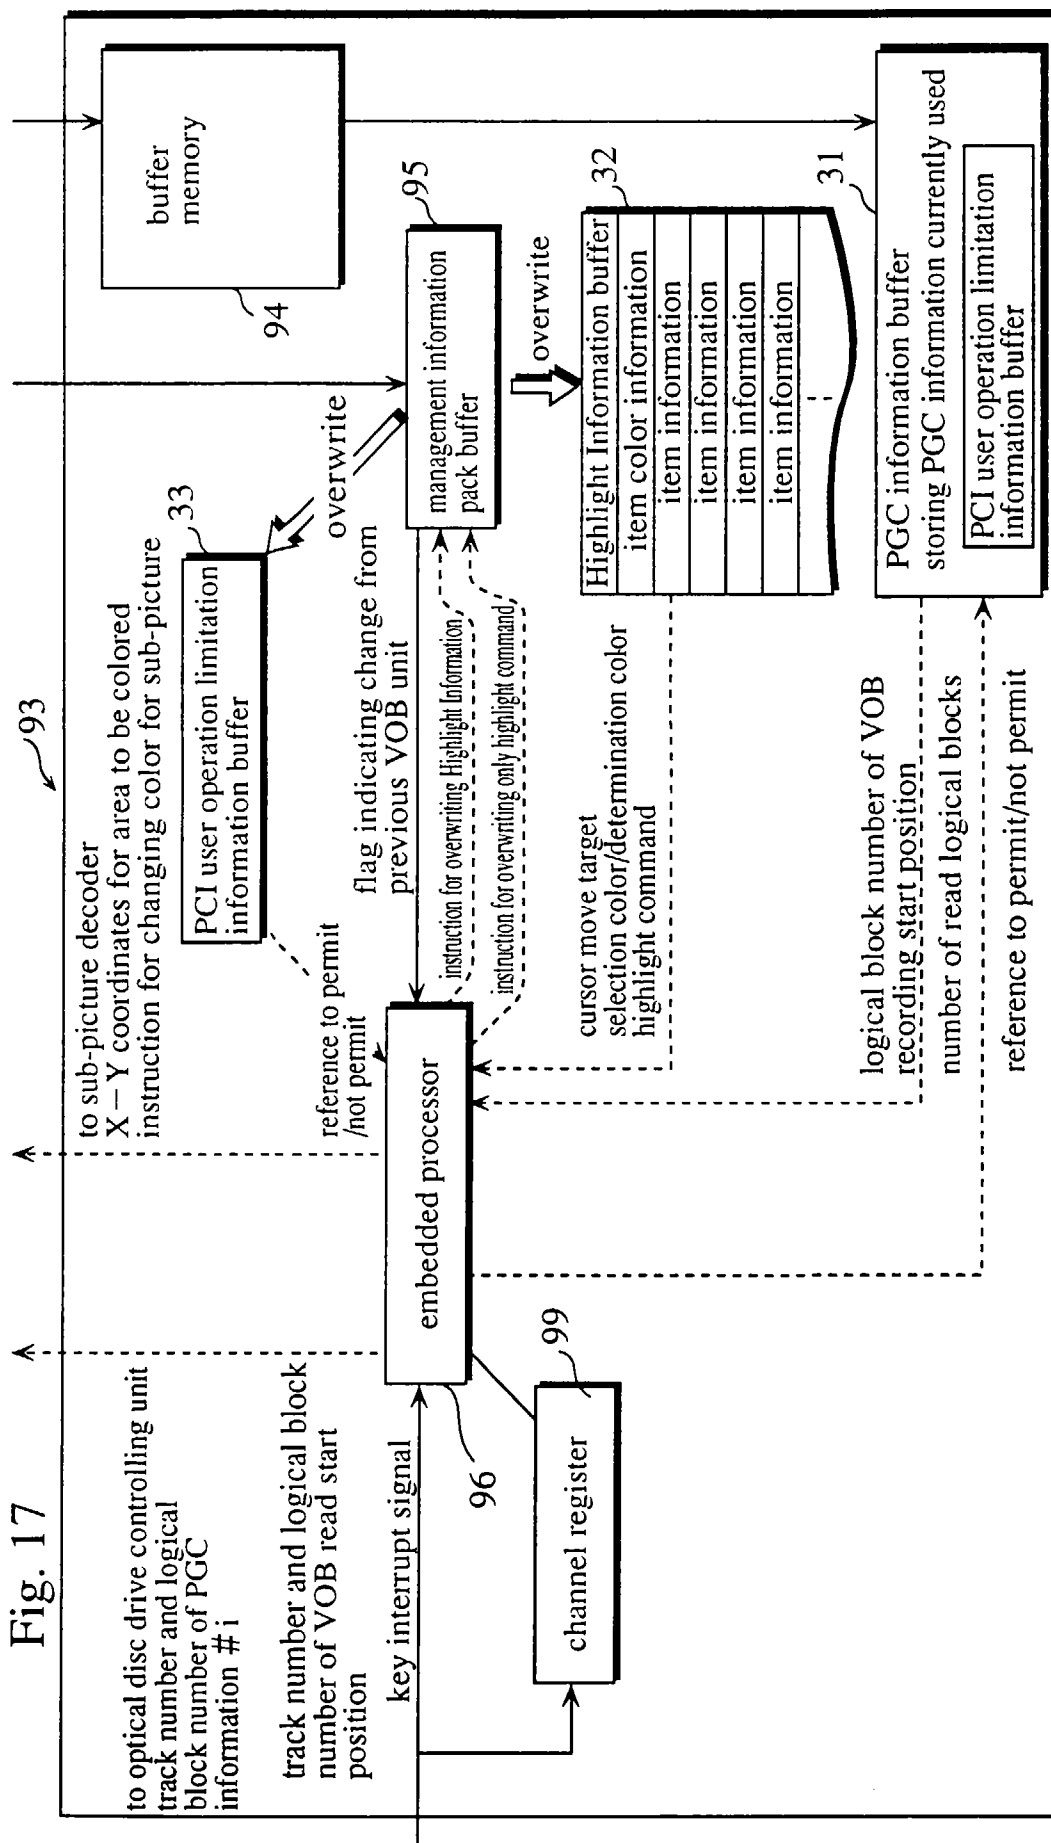 Fig. 17
93
to optical disc drive controlling unit
track number and logical
block number of PGC
information # i
track number and logical block
number of VOB read start
position
key interrupt signal
96
channel register
99
embedded processor
to sub-picture decoder
X – Y coordinates for area to be colored
instruction for changing color for sub-picture
PCI user operation limitation
information buffer
33
reference to permit
/not permit
overwrite
flag indicating change from
previous VOB unit
instruction for overwriting Highlight Information
instruction for overwriting only highlight command
buffer
memory
94
management information
pack buffer
95
overwrite
cursor move target
selection color/determination color
highlight command
Highlight Information buffer
item color information
item information
item information
item information
item information
32
logical block number of VOB
recording start position
number of read logical blocks
reference to permit/not permit
PGC information buffer
storing PGC information currently used
PCI user operation limitation
information buffer
31